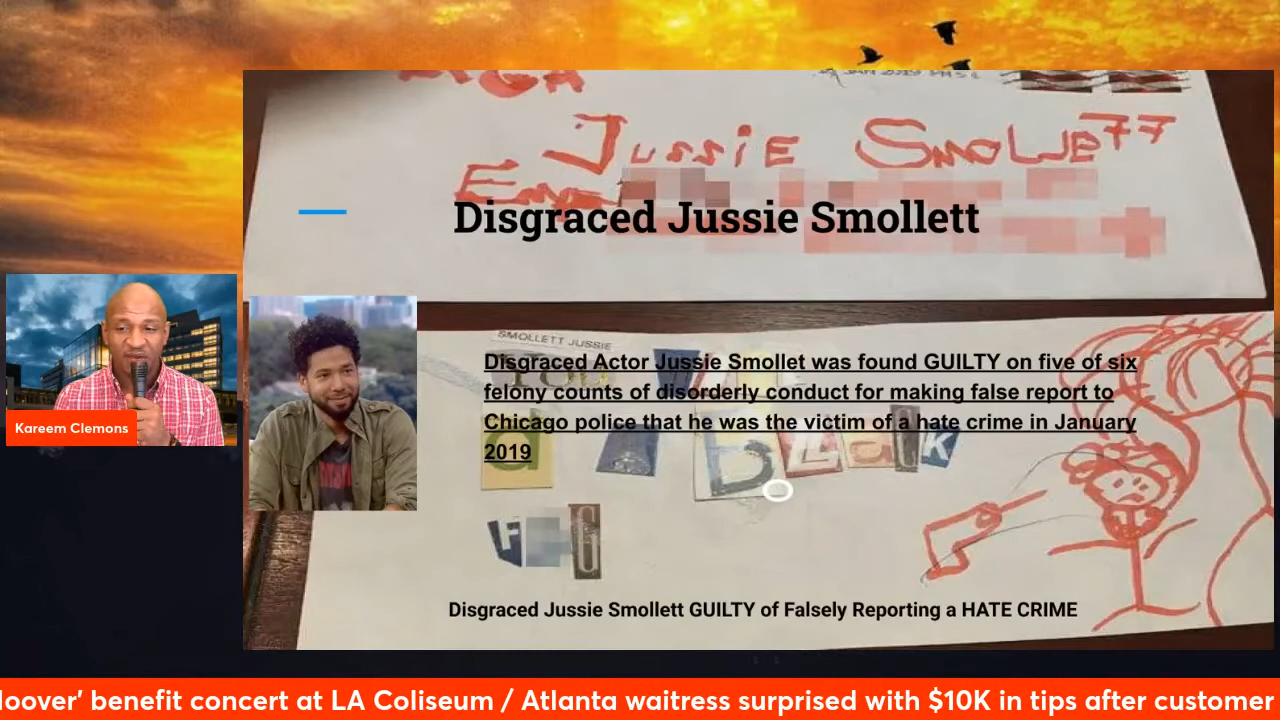 MAGA
Jussie Smollett
Disgraced Jussie Smollett
SMOLLETT JUSSIE
Disgraced Actor Jussie Smollet was found GUILTY on five of six
felony counts of disorderly conduct for making false report to
Chicago police that he was the victim of a hate crime in January
2019
Black
F G
Kareem Clemons
Disgraced Jussie Smollett GUILTY of Falsely Reporting a HATE CRIME
Hoover' benefit concert at LA Coliseum / Atlanta waitress surprised with $10K in tips after customer